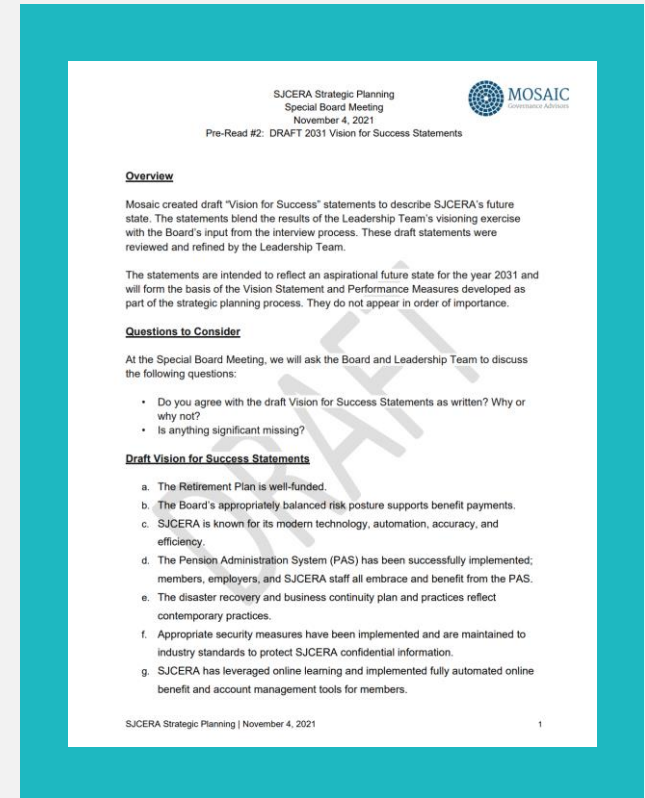 SJCERA Strategic Planning
Special Board Meeting
November 4, 2021
Pre-Read #2: DRAFT 2031 Vision for Success Statements
MOSAIC
Governance Advisors
Overview
Mosaic created draft “Vision for Success” statements to describe SJCERA’s future
state. The statements blend the results of the Leadership Team’s visioning exercise
with the Board’s input from the interview process. These draft statements were
reviewed and refined by the Leadership Team.
The statements are intended to reflect an aspirational future state for the year 2031 and
will form the basis of the Vision Statement and Performance Measures developed as
part of the strategic planning process. They do not appear in order of importance.
Questions to Consider
At the Special Board Meeting, we will ask the Board and Leadership Team to discuss
the following questions:
• Do you agree with the draft Vision for Success Statements as written? Why or
why not?
• Is anything significant missing?
Draft Vision for Success Statements
a. The Retirement Plan is well-funded.
b. The Board’s appropriately balanced risk posture supports benefit payments.
c. SJCERA is known for its modern technology, automation, accuracy, and
efficiency.
d. The Pension Administration System (PAS) has been successfully implemented;
members, employers, and SJCERA staff all embrace and benefit from the PAS.
e. The disaster recovery and business continuity plan and practices reflect
contemporary practices.
f. Appropriate security measures have been implemented and are maintained to
industry standards to protect SJCERA confidential information.
g. SJCERA has leveraged online learning and implemented fully automated online
benefit and account management tools for members.
SJCERA Strategic Planning | November 4, 2021 1
DRAFT